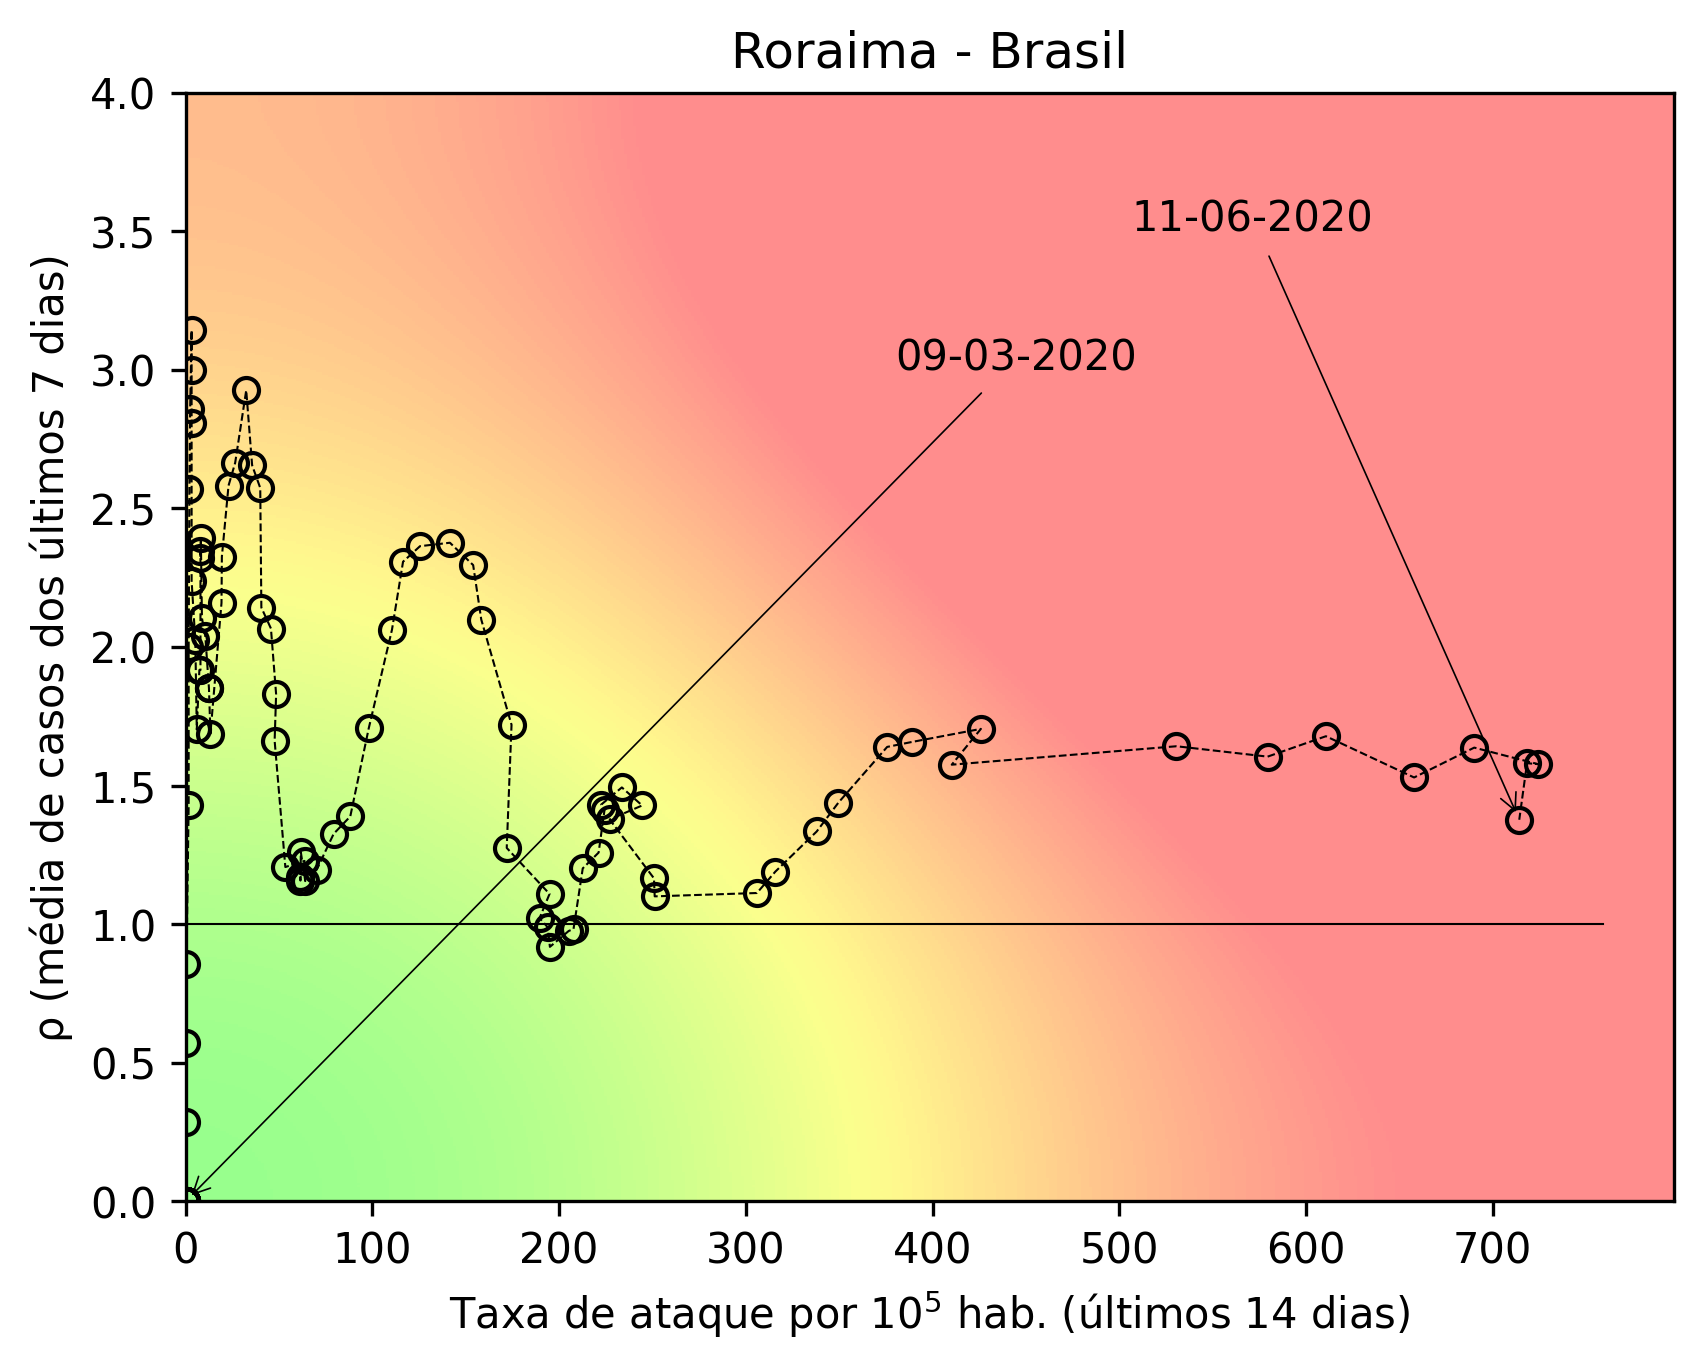 Roraima - Brasil
4.0
3.5
3.0
2.5
2.0
1.5
1.0
0.5
0.0
ρ (média de casos dos últimos 7 dias)
11-06-2020
09-03-2020
0 100 200 300 400 500 600 700
Taxa de ataque por 10⁵ hab. (últimos 14 dias)